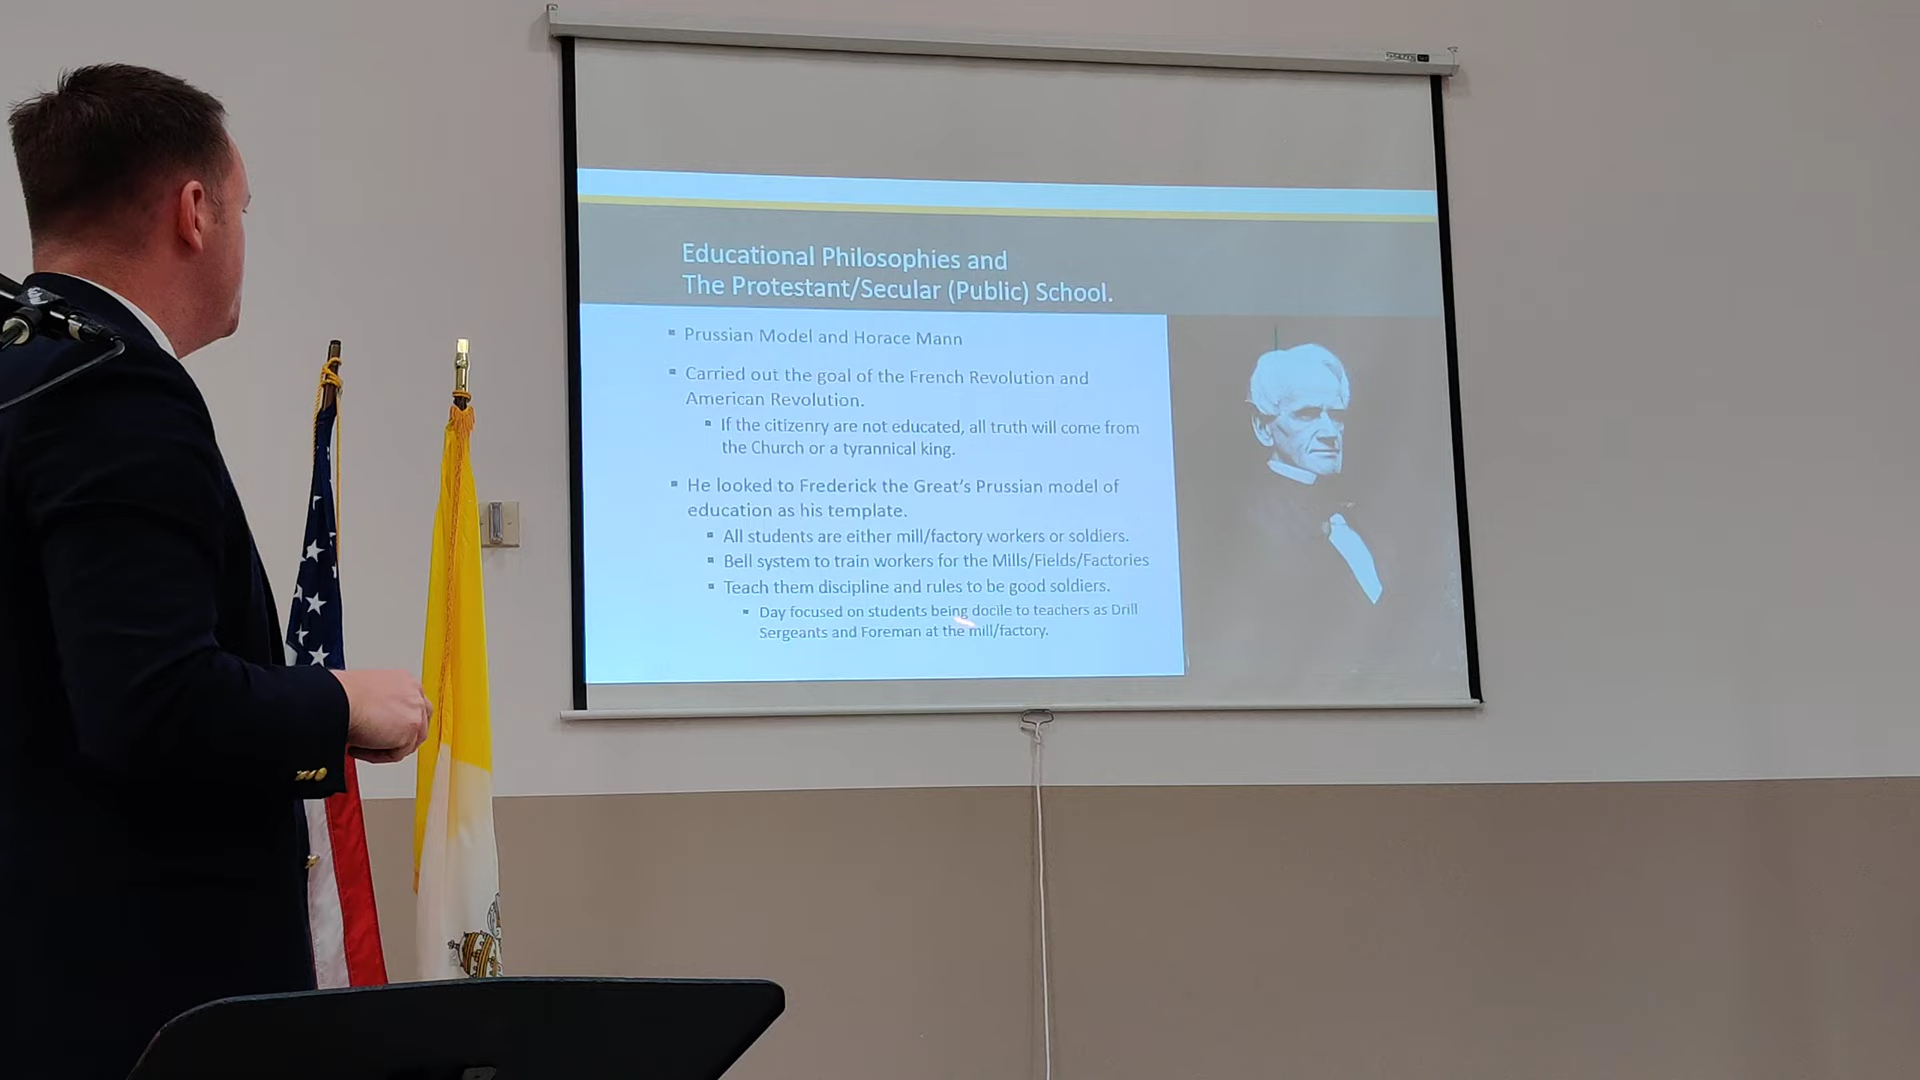 Educational Philosophies and
The Protestant/Secular (Public) School.
▪ Prussian Model and Horace Mann
▪ Carried out the goal of the French Revolution and
American Revolution.
▪ If the citizenry are not educated, all truth will come from
the Church or a tyrannical king.
▪ He looked to Frederick the Great's Prussian model of
education as his template.
▪ All students are either mill/factory workers or soldiers.
▪ Bell system to train workers for the Mills/Fields/Factories
▪ Teach them discipline and rules to be good soldiers.
▪ Day focused on students being docile to teachers as Drill
Sergeants and Foreman at the mill/factory.